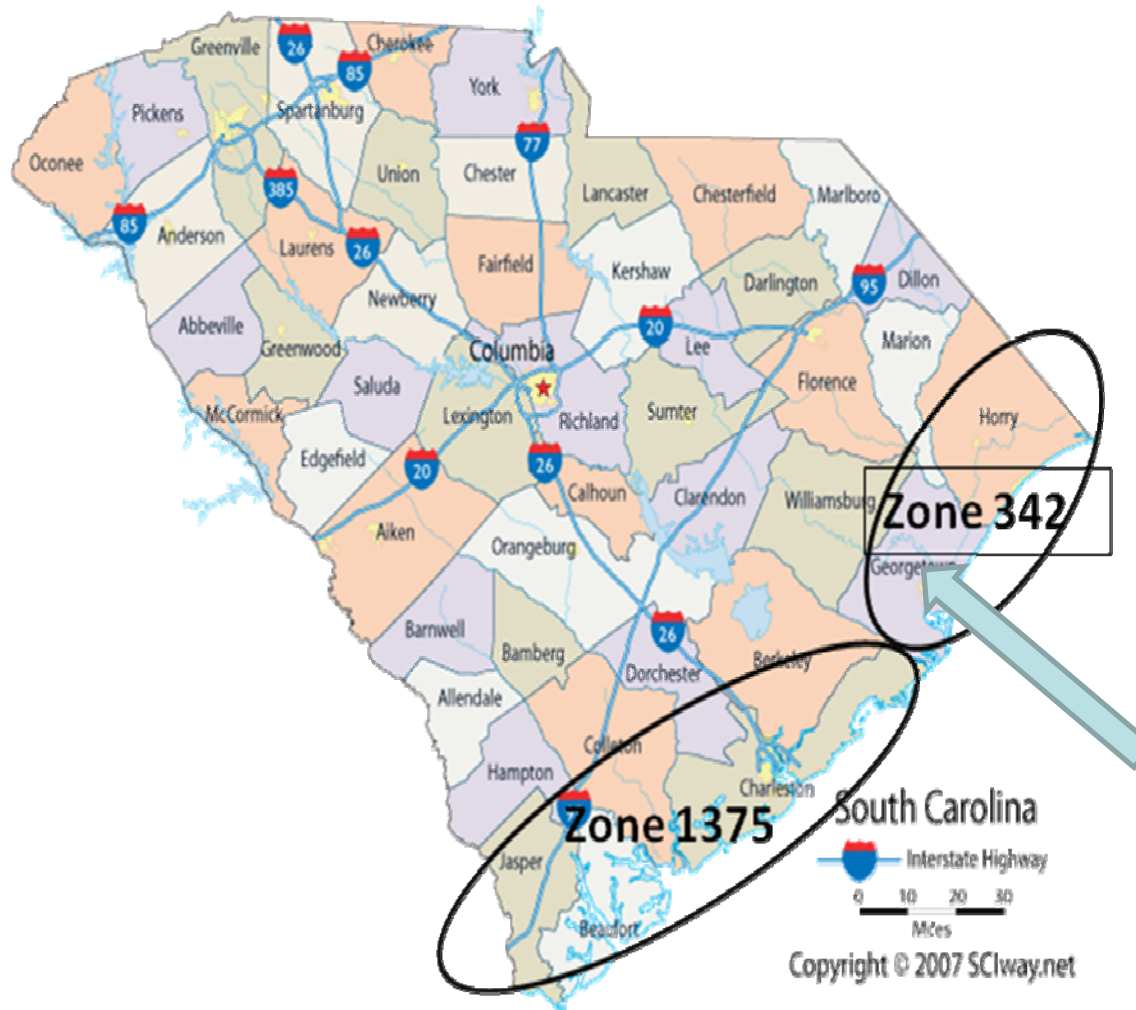 Greenville
26
Cherokee
85
York
Pickens
Spartanburg
77
Oconee
Union
Chester
385
Lancaster
Chesterfield
Marlboro
85
Anderson
Laurens
26
Fairfield
Kershaw
Darlington
95
Dillon
Newberry
Abbeville
Greenwood
Columbia
20
Lee
Marion
Saluda
Florence
McCormick
Lexington
Richland
Sumter
Horry
Edgefield
20
26
Calhoun
Clarendon
Williamsburg
Zone 342
Aiken
Orangeburg
Georgetown
Barnwell
Bamberg
26
Berkeley
Dorchester
Allendale
Colleton
Hampton
Charleston
Zone 1375
South Carolina
Jasper
Interstate Highway
0 10 20 30
Miles
Beaufort
Copyright © 2007 SCIway.net